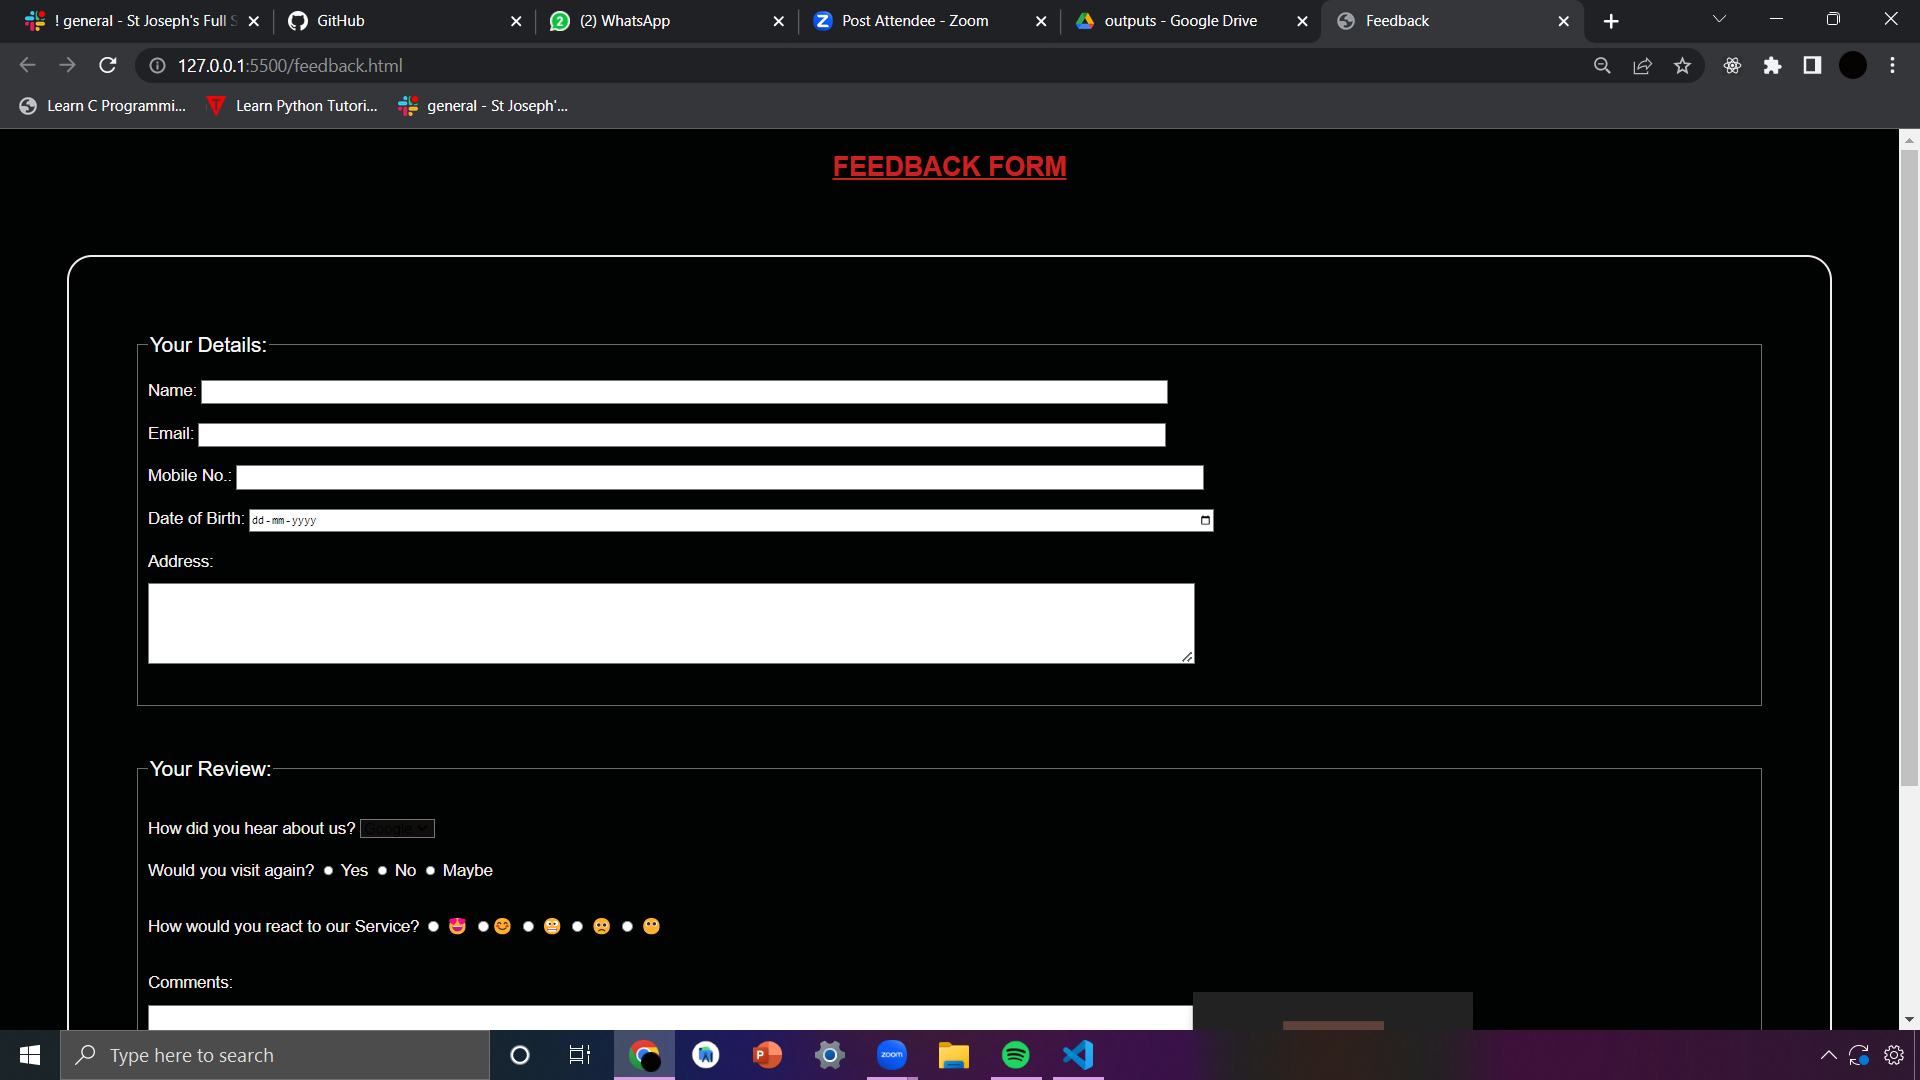 ! general - St Joseph's Full S
GitHub
(2) WhatsApp
Post Attendee - Zoom
outputs - Google Drive
Feedback
127.0.0.1:5500/feedback.html
Learn C Programmi...
Learn Python Tutori...
general - St Joseph'...
FEEDBACK FORM
Your Details:
Name:
Email:
Mobile No.:
Date of Birth: dd-mm-yyyy
Address:
Your Review:
How did you hear about us? Google
Would you visit again? Yes No Maybe
How would you react to our Service? 🤩 😊 😬 🙁 😶
Comments:
Type here to search
zoom